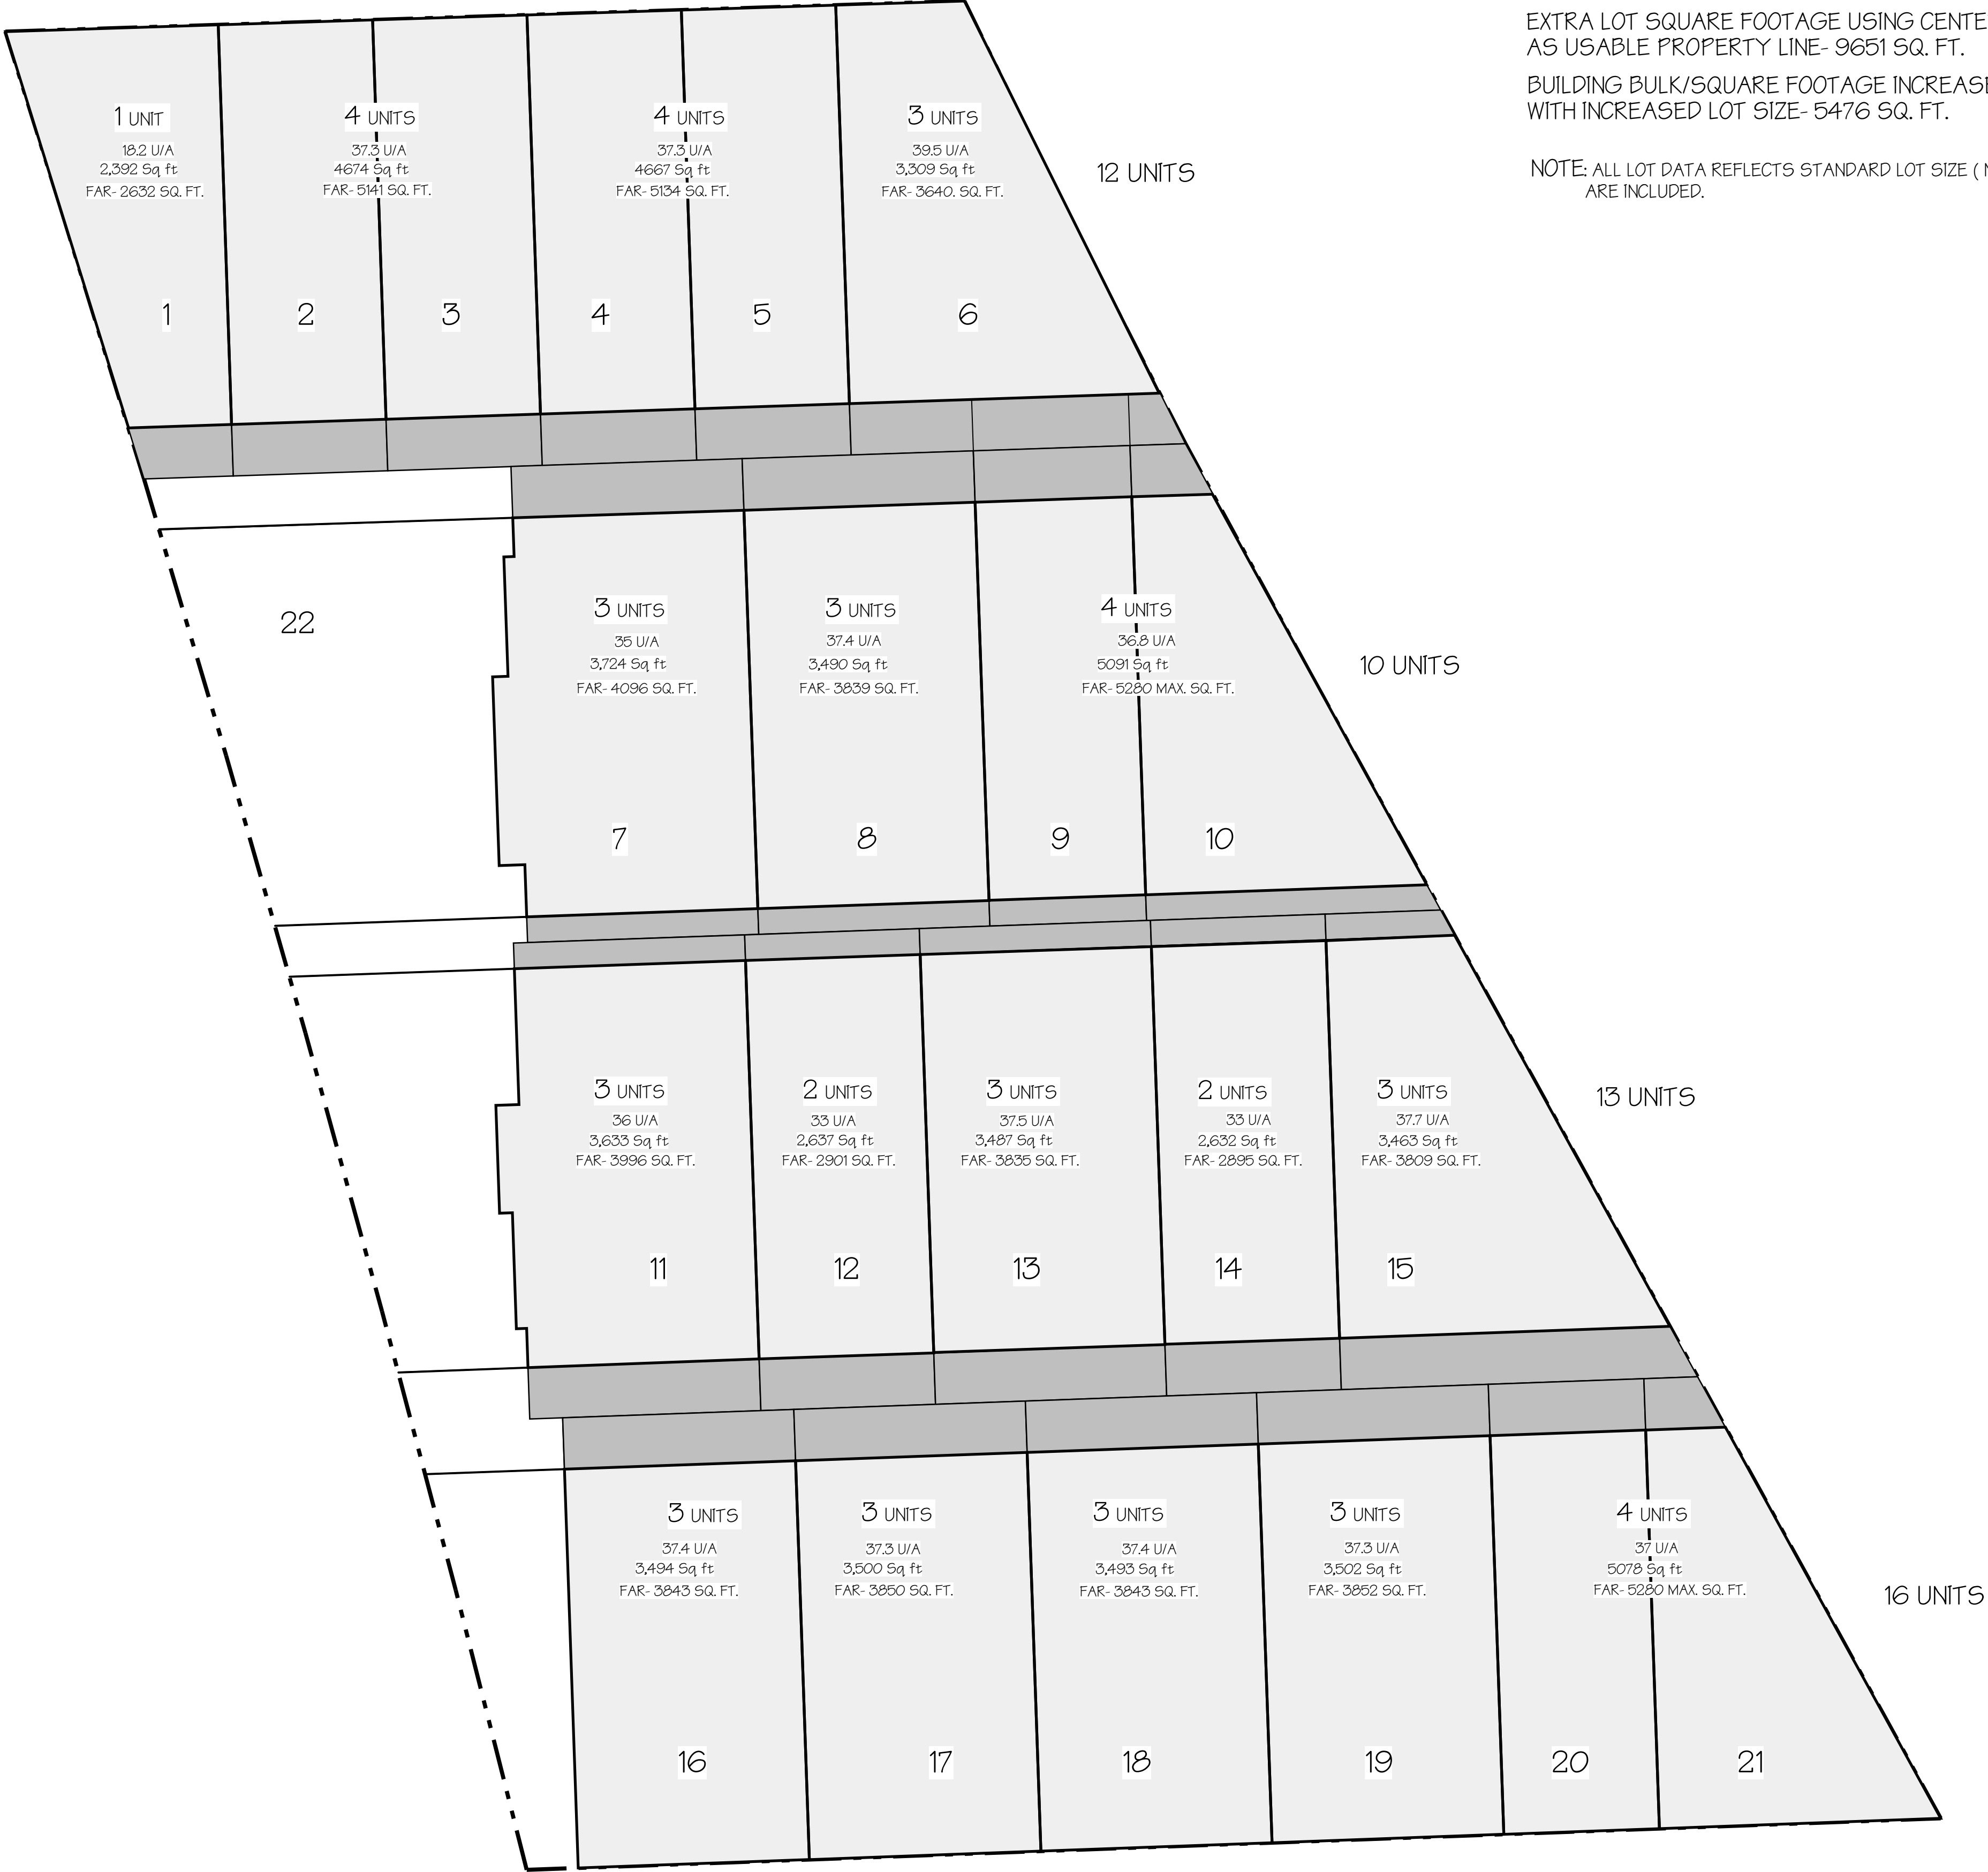 EXTRA LOT SQUARE FOOTAGE USING
AS USABLE PROPERTY LINE- 9651 SQ. FT.
BUILDING BULK/SQUARE FOOTAGE
WITH INCREASED LOT SIZE- 5476 SQ. FT.
NOTE: ALL LOT DATA REFLECTS STANDARD LOT SIZE (
ARE INCLUDED.
1 UNIT
18.2 U/A
2,392 Sq ft
FAR- 2632 SQ. FT.
4 UNITS
37.3 U/A
4674 Sq ft
FAR- 5141 SQ. FT.
4 UNITS
37.3 U/A
4667 Sq ft
FAR- 5134 SQ. FT.
3 UNITS
39.5 U/A
3,309 Sq ft
FAR- 3640. SQ. FT.
12 UNITS
1
2
3
4
5
6
22
3 UNITS
35 U/A
3,724 Sq ft
FAR- 4096 SQ. FT.
3 UNITS
37.4 U/A
3,490 Sq ft
FAR- 3839 SQ. FT.
4 UNITS
36.8 U/A
5091 Sq ft
FAR- 5280 MAX. SQ. FT.
10 UNITS
7
8
9
10
3 UNITS
36 U/A
3,633 Sq ft
FAR- 3996 SQ. FT.
2 UNITS
33 U/A
2,637 Sq ft
FAR- 2901 SQ. FT.
3 UNITS
37.5 U/A
3,487 Sq ft
FAR- 3835 SQ. FT.
2 UNITS
33 U/A
2,632 Sq ft
FAR- 2895 SQ. FT.
3 UNITS
37.7 U/A
3,463 Sq ft
FAR- 3809 SQ. FT.
13 UNITS
11
12
13
14
15
3 UNITS
37.4 U/A
3,494 Sq ft
FAR- 3843 SQ. FT.
3 UNITS
37.3 U/A
3,500 Sq ft
FAR- 3850 SQ. FT.
3 UNITS
37.4 U/A
3,493 Sq ft
FAR- 3843 SQ. FT.
3 UNITS
37.3 U/A
3,502 Sq ft
FAR- 3852 SQ. FT.
4 UNITS
37 U/A
5078 Sq ft
FAR- 5280 MAX. SQ. FT.
16 UNITS
16
17
18
19
20
21